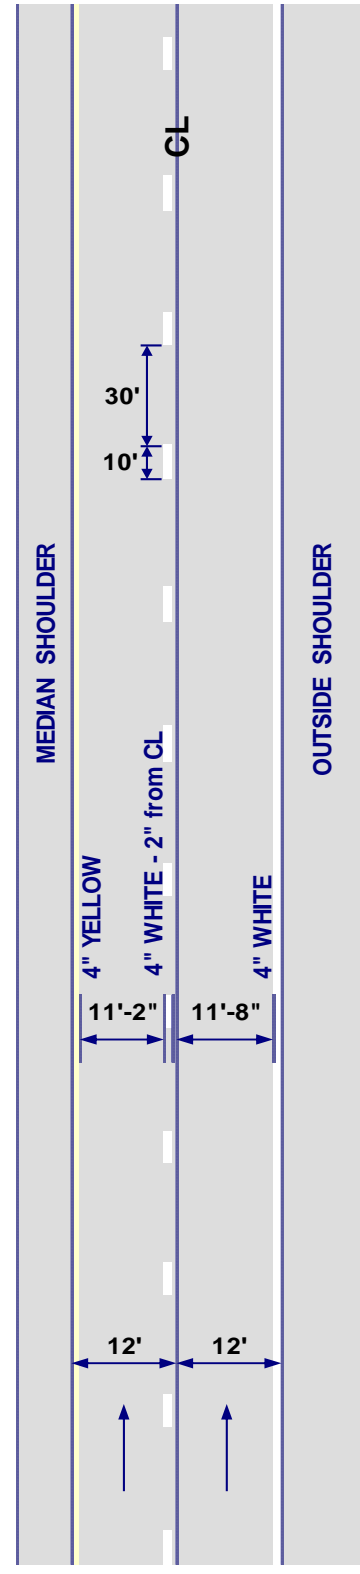 CL
30'
10'
MEDIAN SHOULDER
OUTSIDE SHOULDER
4" YELLOW
4" WHITE - 2" from CL
4" WHITE
11'-2"
11'-8"
12'
12'